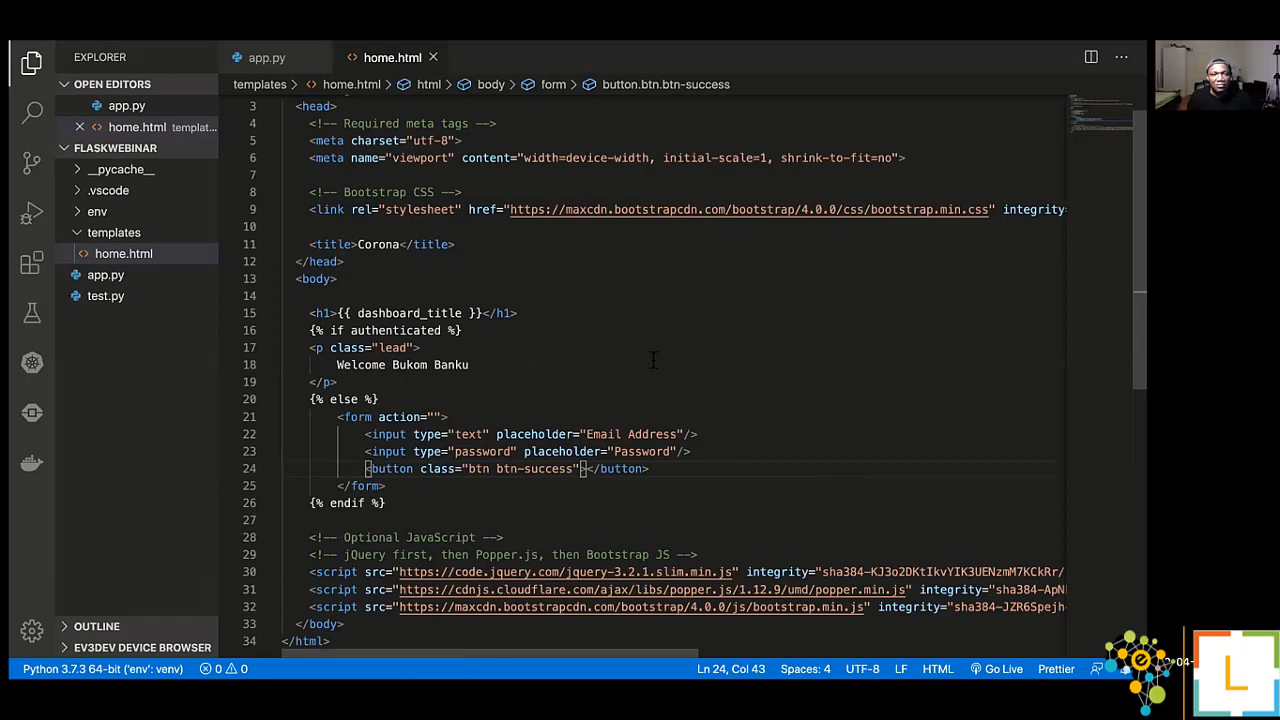 EXPLORER
OPEN EDITORS
app.py
home.html templat...
FLASKWEBINAR
__pycache__
.vscode
env
templates
home.html
app.py
test.py
OUTLINE
EV3DEV DEVICE BROWSER
app.py
home.html
templates > home.html > html > body > form > button.btn.btn-success
3 <head>
4 <!-- Required meta tags -->
5 <meta charset="utf-8">
6 <meta name="viewport" content="width=device-width, initial-scale=1, shrink-to-fit=no">
7
8 <!-- Bootstrap CSS -->
9 <link rel="stylesheet" href="https://maxcdn.bootstrapcdn.com/bootstrap/4.0.0/css/bootstrap.min.css" integrity=
10
11 <title>Corona</title>
12 </head>
13 <body>
14
15 <h1>{{ dashboard_title }}</h1>
16 {% if authenticated %}
17 <p class="lead">
18 Welcome Bukom Banku
19 </p>
20 {% else %}
21 <form action="">
22 <input type="text" placeholder="Email Address"/>
23 <input type="password" placeholder="Password"/>
24 <button class="btn btn-success"></button>
25 </form>
26 {% endif %}
27
28 <!-- Optional JavaScript -->
29 <!-- jQuery first, then Popper.js, then Bootstrap JS -->
30 <script src="https://code.jquery.com/jquery-3.2.1.slim.min.js" integrity="sha384-KJ3o2DKtIkvYIK3UENzmM7KCkRr/
31 <script src="https://cdnjs.cloudflare.com/ajax/libs/popper.js/1.12.9/umd/popper.min.js" integrity="sha384-ApN
32 <script src="https://maxcdn.bootstrapcdn.com/bootstrap/4.0.0/js/bootstrap.min.js" integrity="sha384-JZR6Spejh
33 </body>
34 </html>
Python 3.7.3 64-bit ('env': venv) 0 0 Ln 24, Col 43 Spaces: 4 UTF-8 LF HTML Go Live Prettier
04-
L